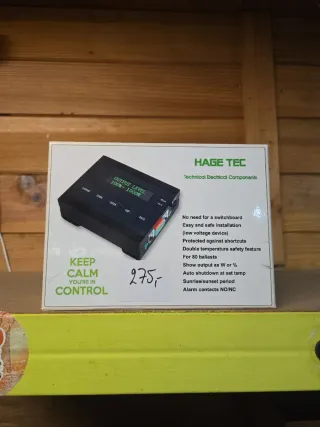 HAGE TEC
Technical Electrical Components
OUTPUT LEVEL
No need for a switchboard
Easy and safe installation
(low voltage device)
Protected against shortcuts
Double temperature safety feature
For 80 ballasts
Show output as W or %
Auto shutdown at set temp
Sunrise/sunset period
Alarm contacts NO/NC
KEEP
CALM
YOU'RE IN
CONTROL
275,-